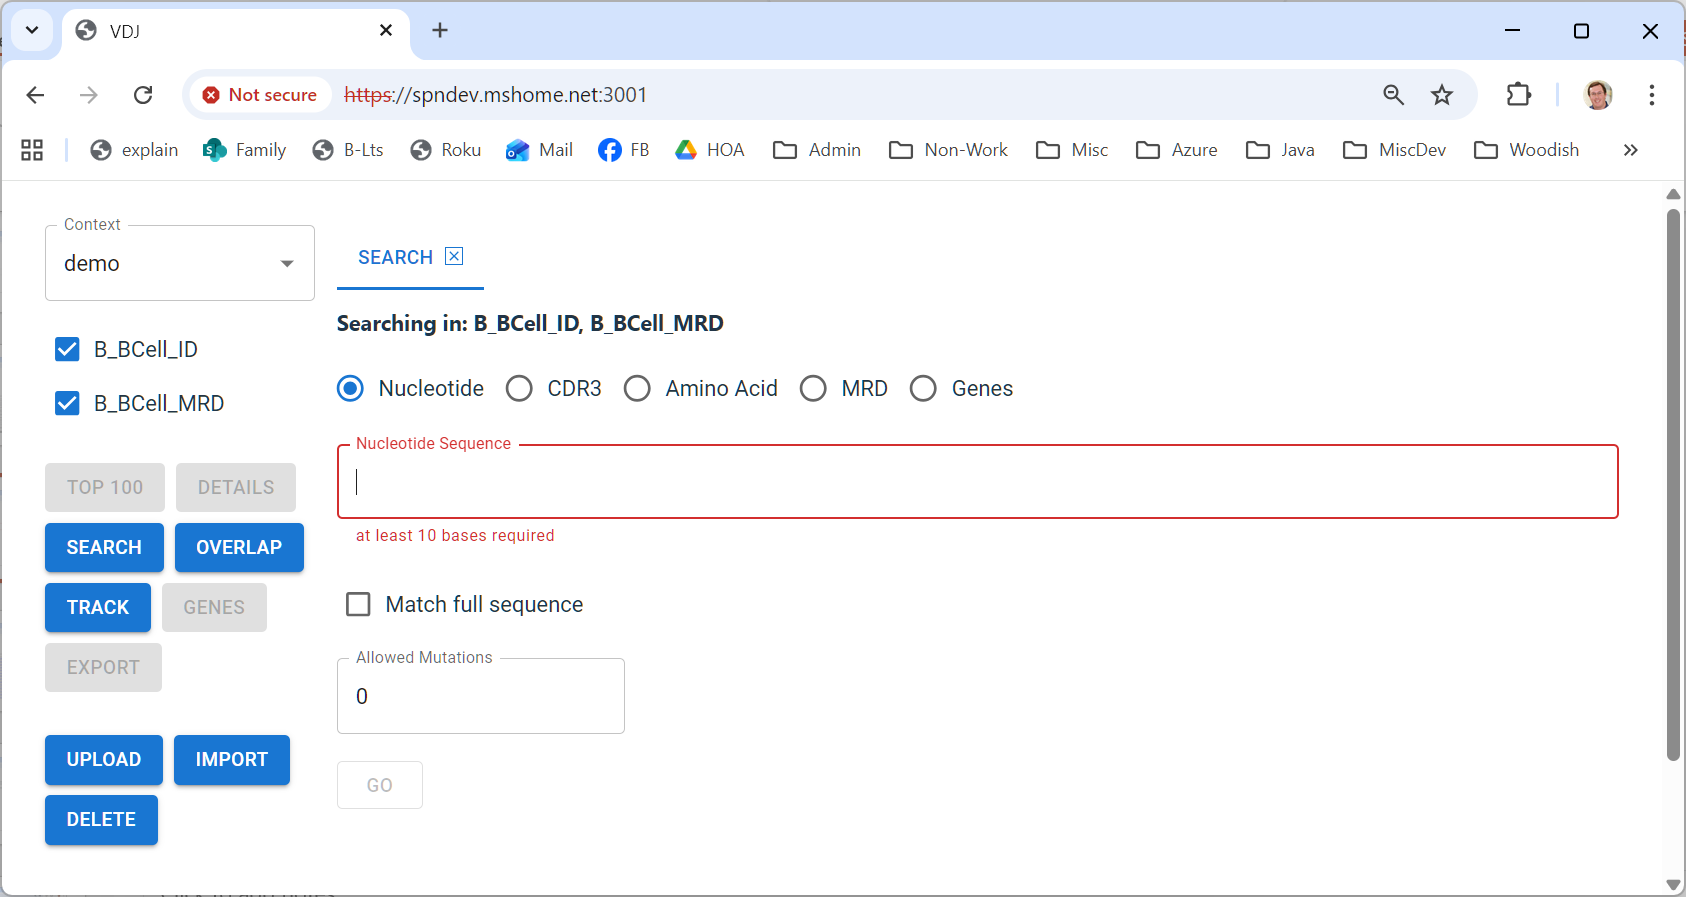 VDJ
Not secure https://spndev.mshome.net:3001
explain Family B-Lts Roku Mail FB HOA Admin Non-Work Misc Azure Java MiscDev Woodish
Context
demo
B_BCell_ID
B_BCell_MRD
TOP 100 DETAILS
SEARCH OVERLAP
TRACK GENES
EXPORT
UPLOAD IMPORT
DELETE
SEARCH
Searching in: B_BCell_ID, B_BCell_MRD
Nucleotide CDR3 Amino Acid MRD Genes
Nucleotide Sequence
at least 10 bases required
Match full sequence
Allowed Mutations
0
GO